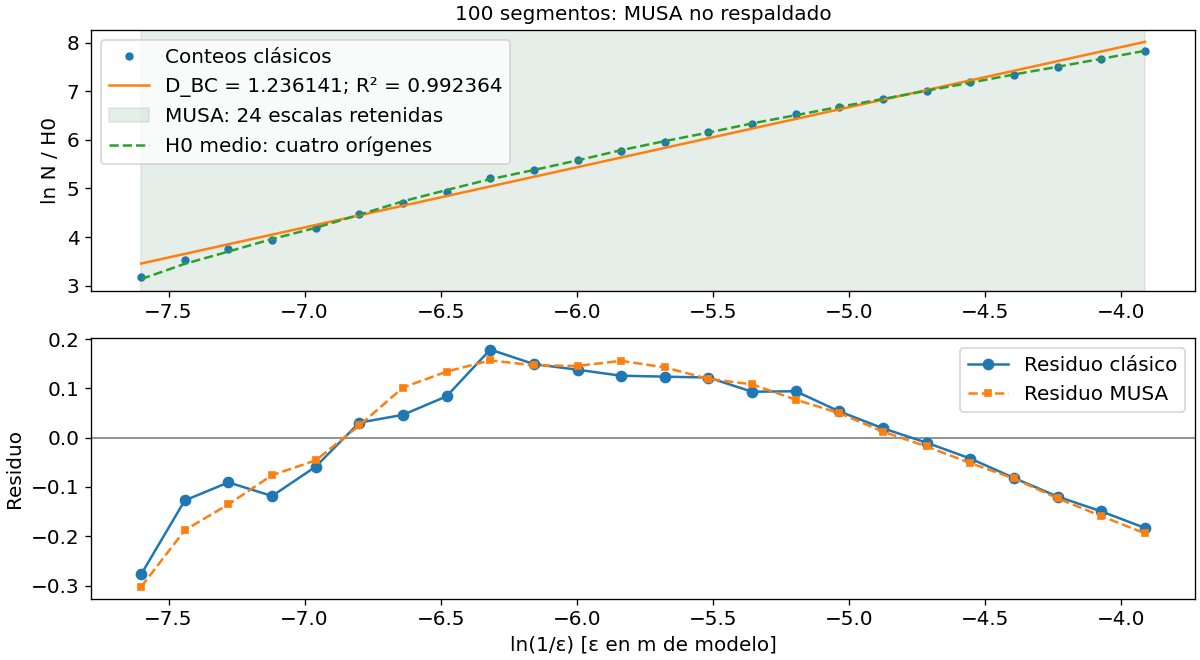 100 segmentos: MUSA no respaldado
ln N / H0
8
7
6
5
4
3
Conteos clásicos
D_BC = 1.236141; R² = 0.992364
MUSA: 24 escalas retenidas
H0 medio: cuatro orígenes
−7.5 −7.0 −6.5 −6.0 −5.5 −5.0 −4.5 −4.0
Residuo
0.2
0.1
0.0
−0.1
−0.2
−0.3
Residuo clásico
Residuo MUSA
−7.5 −7.0 −6.5 −6.0 −5.5 −5.0 −4.5 −4.0
ln(1/ε) [ε en m de modelo]